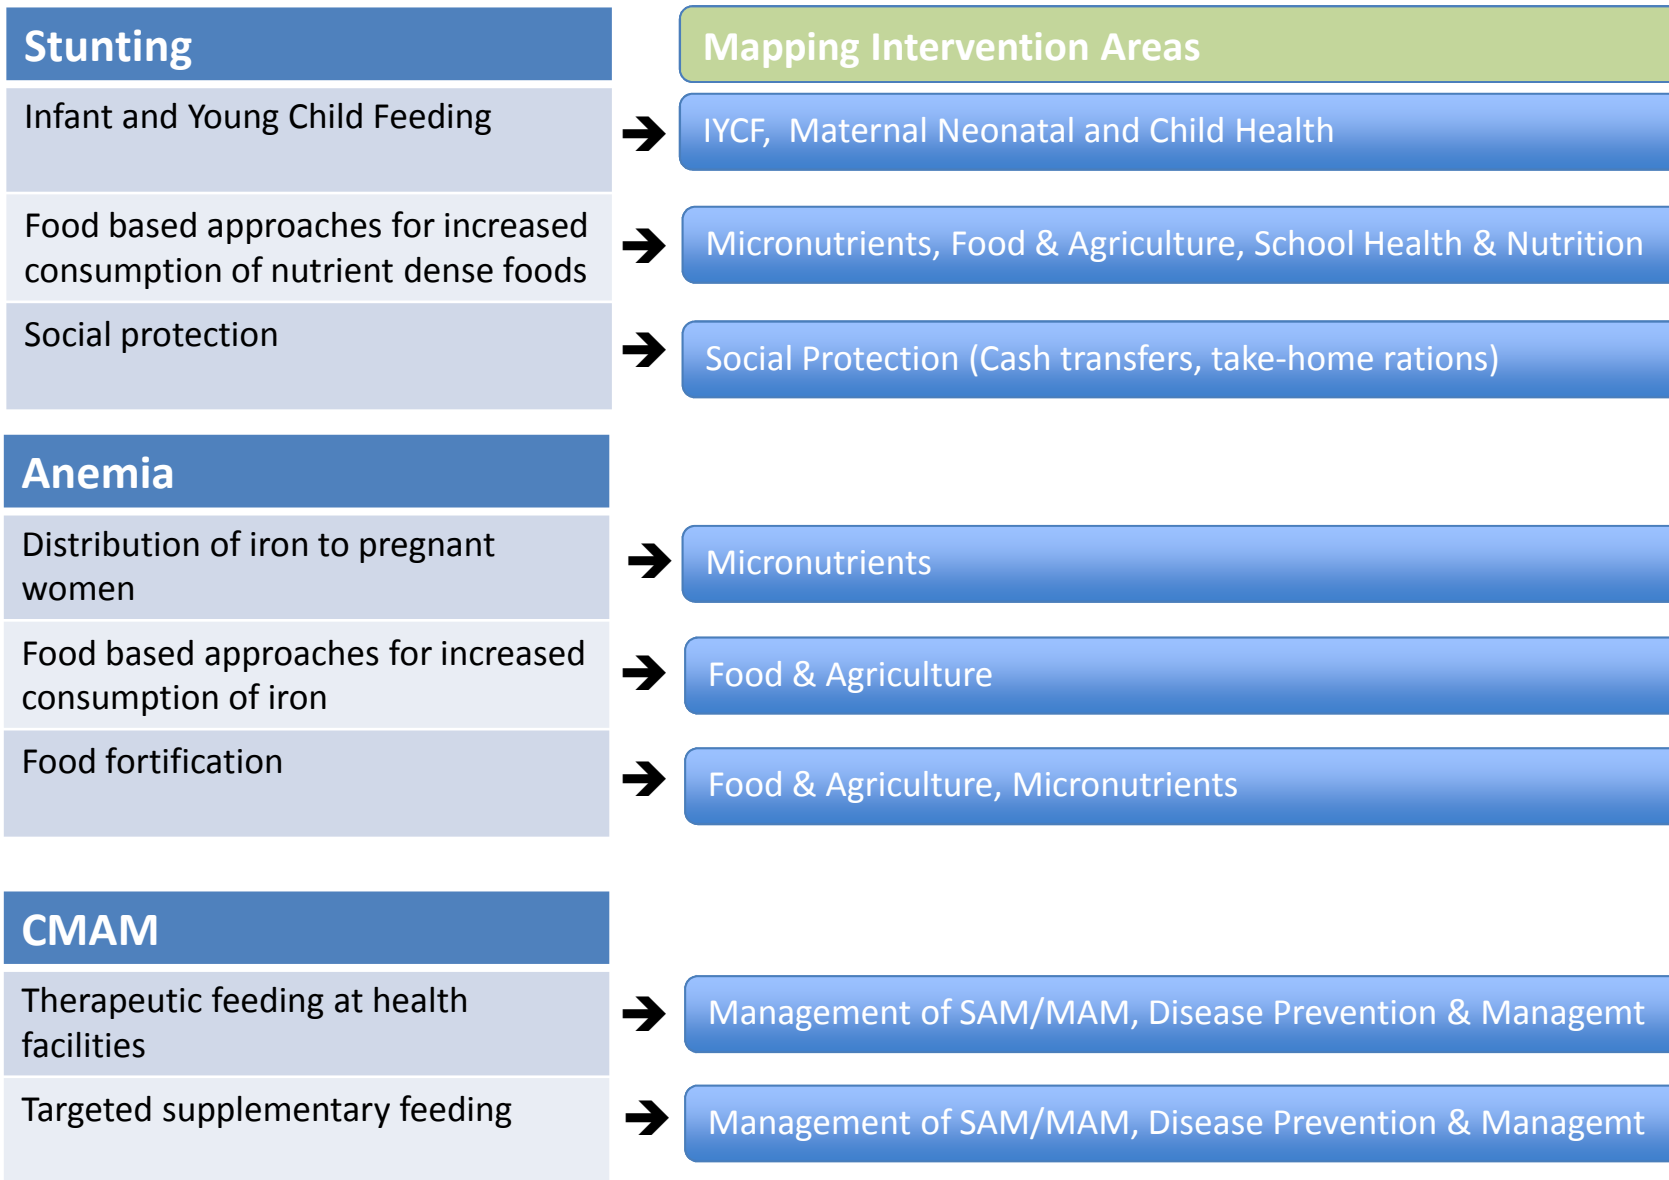 Stunting
Mapping Intervention Areas
Infant and Young Child Feeding
IYCF, Maternal Neonatal and Child Health
Food based approaches for increased
consumption of nutrient dense foods
Micronutrients, Food & Agriculture, School Health & Nutrition
Social protection
Social Protection (Cash transfers, take-home rations)
Anemia
Distribution of iron to pregnant
women
Micronutrients
Food based approaches for increased
consumption of iron
Food & Agriculture
Food fortification
Food & Agriculture, Micronutrients
CMAM
Therapeutic feeding at health
facilities
Management of SAM/MAM, Disease Prevention & Managemt
Targeted supplementary feeding
Management of SAM/MAM, Disease Prevention & Managemt